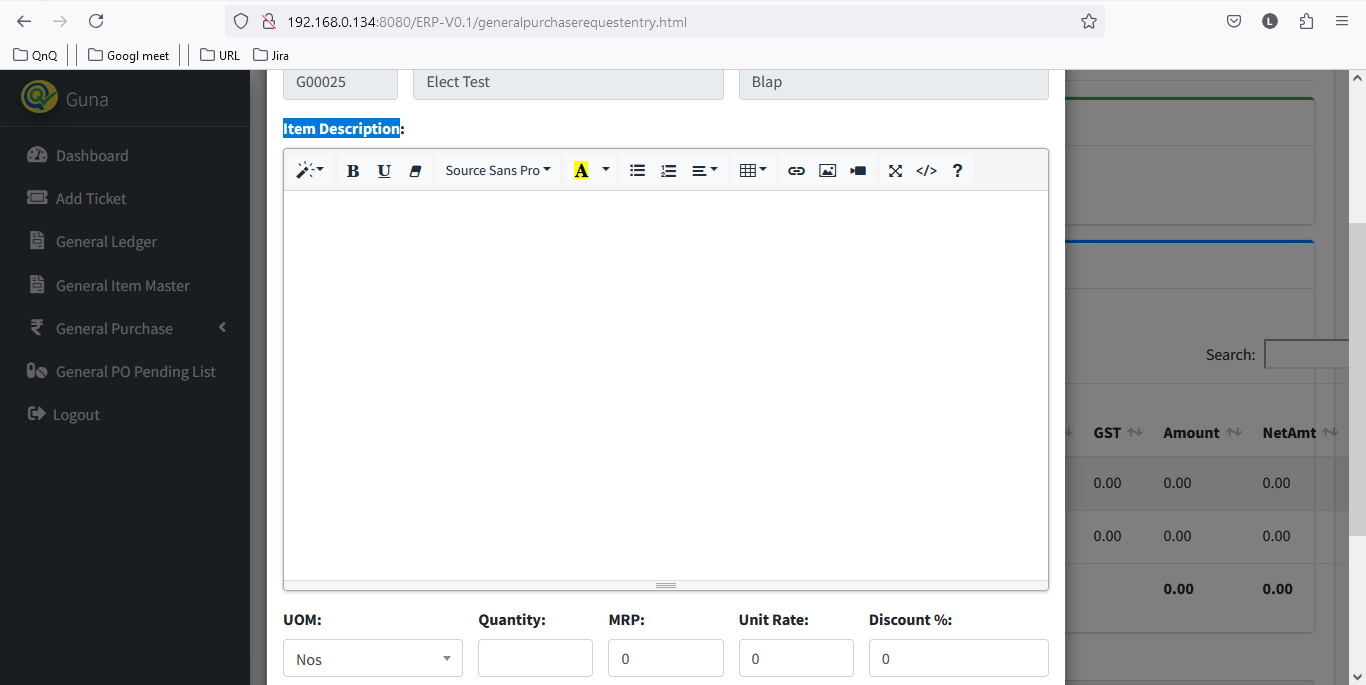 192.168.0.134:8080/ERP-V0.1/generalpurchaserequestentry.html
QnQ
Googl meet
URL
Jira
L
Guna
Dashboard
Add Ticket
General Ledger
General Item Master
General Purchase
General PO Pending List
Logout
G00025
Elect Test
Blap
Item Description:
B U Source Sans Pro A </> ?
UOM:
Quantity:
MRP:
Unit Rate:
Discount %:
Nos
0
0
0
Search:
GST Amount NetAmt
0.00 0.00 0.00
0.00 0.00 0.00
0.00 0.00